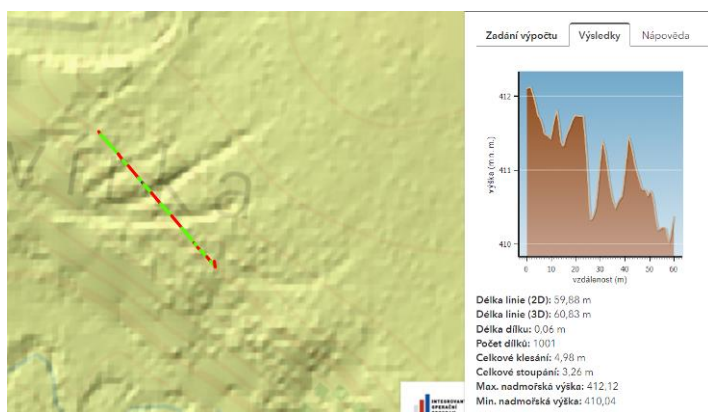 Zadání výpočtu
Výsledky
Nápověda
412
411
410
výška (m n. m.)
0 10 20 30 40 50 60
vzdálenost (m)
Délka linie (2D): 59,88 m
Délka linie (3D): 60,83 m
Délka dílku: 0,06 m
Počet dílků: 1001
Celkové klesání: 4,98 m
Celkové stoupání: 3,26 m
Max. nadmořská výška: 412,12
Min. nadmořská výška: 410,04
INTEGROVAN
OPERAČNÍ